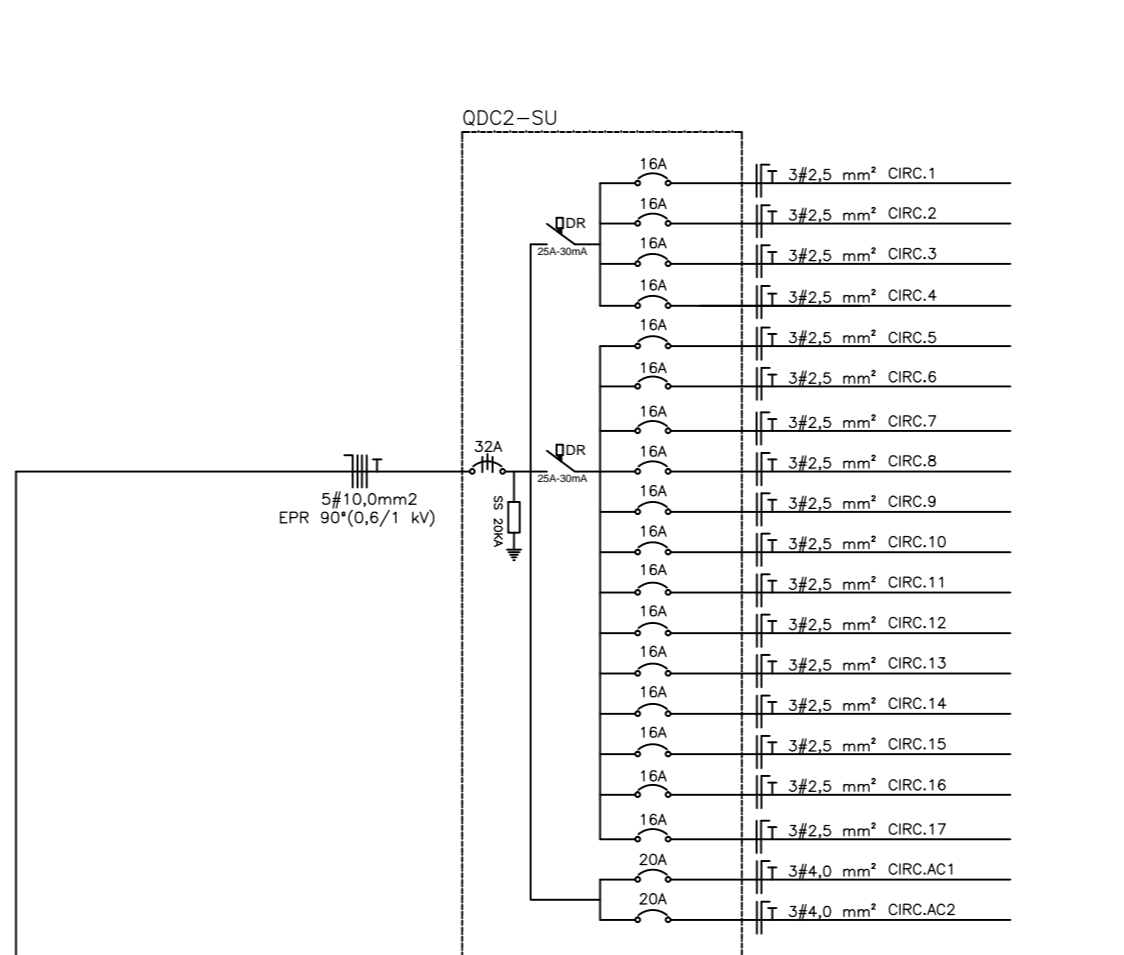 QDC2-SU
16A
3#2,5 mm² CIRC.1
16A
3#2,5 mm² CIRC.2
DR
25A-30mA
16A
3#2,5 mm² CIRC.3
16A
3#2,5 mm² CIRC.4
16A
3#2,5 mm² CIRC.5
16A
3#2,5 mm² CIRC.6
16A
3#2,5 mm² CIRC.7
32A
DR
25A-30mA
16A
3#2,5 mm² CIRC.8
5#10,0mm2
EPR 90°(0,6/1 kV)
SS 20KA
16A
3#2,5 mm² CIRC.9
16A
3#2,5 mm² CIRC.10
16A
3#2,5 mm² CIRC.11
16A
3#2,5 mm² CIRC.12
16A
3#2,5 mm² CIRC.13
16A
3#2,5 mm² CIRC.14
16A
3#2,5 mm² CIRC.15
16A
3#2,5 mm² CIRC.16
16A
3#2,5 mm² CIRC.17
20A
3#4,0 mm² CIRC.AC1
20A
3#4,0 mm² CIRC.AC2